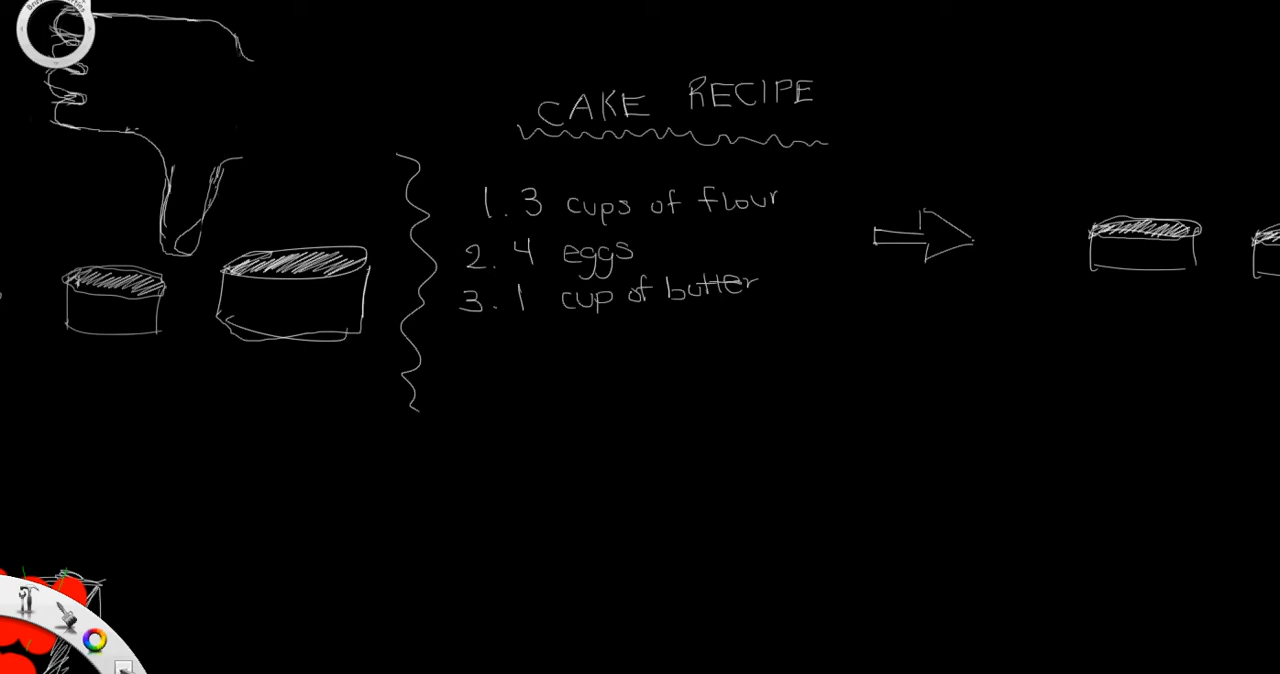 CAKE RECIPE
1. 3 cups of flour
2. 4 eggs
3. 1 cup of butter